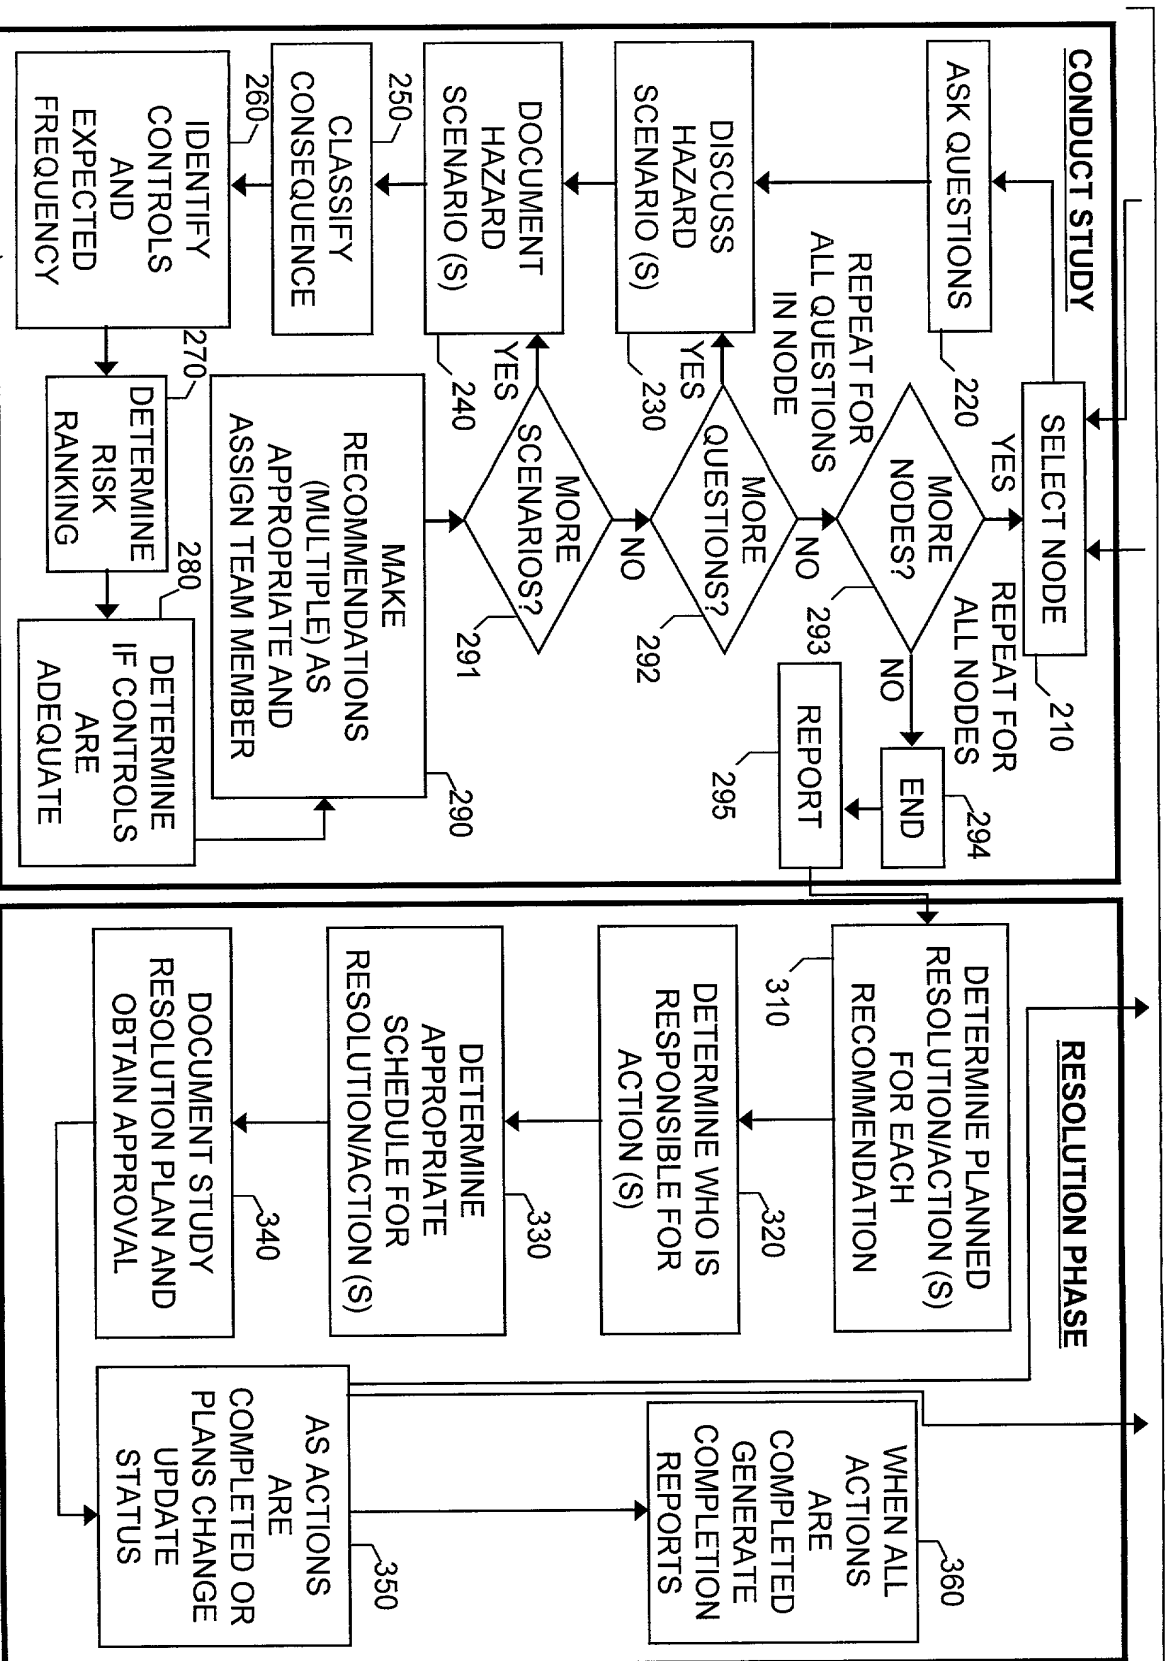 CONDUCT STUDY
SELECT NODE
210
ASK QUESTIONS
220
YES
REPEAT FOR
ALL NODES
REPEAT FOR
ALL QUESTIONS
IN NODE
MORE
NODES?
293
NO
END
294
REPORT
295
DISCUSS
HAZARD
SCENARIO (S)
230
YES
MORE
QUESTIONS?
292
NO
DOCUMENT
HAZARD
SCENARIO (S)
240
YES
MORE
SCENARIOS?
291
NO
CLASSIFY
CONSEQUENCE
250
MAKE
RECOMMENDATIONS
(MULTIPLE) AS
APPROPRIATE AND
ASSIGN TEAM MEMBER
290
IDENTIFY
CONTROLS
AND
EXPECTED
FREQUENCY
260
DETERMINE
RISK
RANKING
270
DETERMINE
IF CONTROLS
ARE
ADEQUATE
280
RESOLUTION PHASE
DETERMINE PLANNED
RESOLUTION/ACTION (S)
FOR EACH
RECOMMENDATION
310
DETERMINE WHO IS
RESPONSIBLE FOR
ACTION (S)
320
DETERMINE
APPROPRIATE
SCHEDULE FOR
RESOLUTION/ACTION (S)
330
DOCUMENT STUDY
RESOLUTION PLAN AND
OBTAIN APPROVAL
340
AS ACTIONS
ARE
COMPLETED OR
PLANS CHANGE
UPDATE
STATUS
350
WHEN ALL
ACTIONS
ARE
COMPLETED
GENERATE
COMPLETION
REPORTS
360